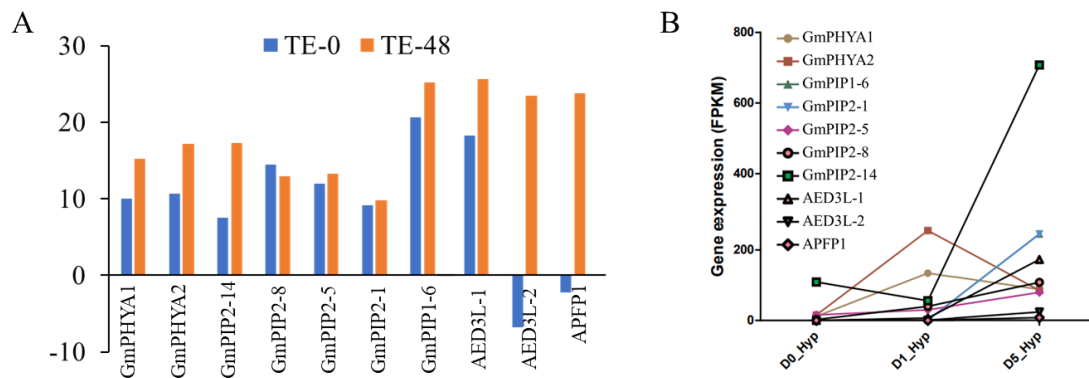 A
30
20
10
0
-10
TE-0 TE-48
GmPHYA1
GmPHYA2
GmPIP2-14
GmPIP2-8
GmPIP2-5
GmPIP2-1
GmPIP1-6
AED3L-1
AED3L-2
APFP1
B
Gene expression (FPKM)
800
600
400
200
0
GmPHYA1
GmPHYA2
GmPIP1-6
GmPIP2-1
GmPIP2-5
GmPIP2-8
GmPIP2-14
AED3L-1
AED3L-2
APFP1
D0_Hyp
D1_Hyp
D5_Hyp